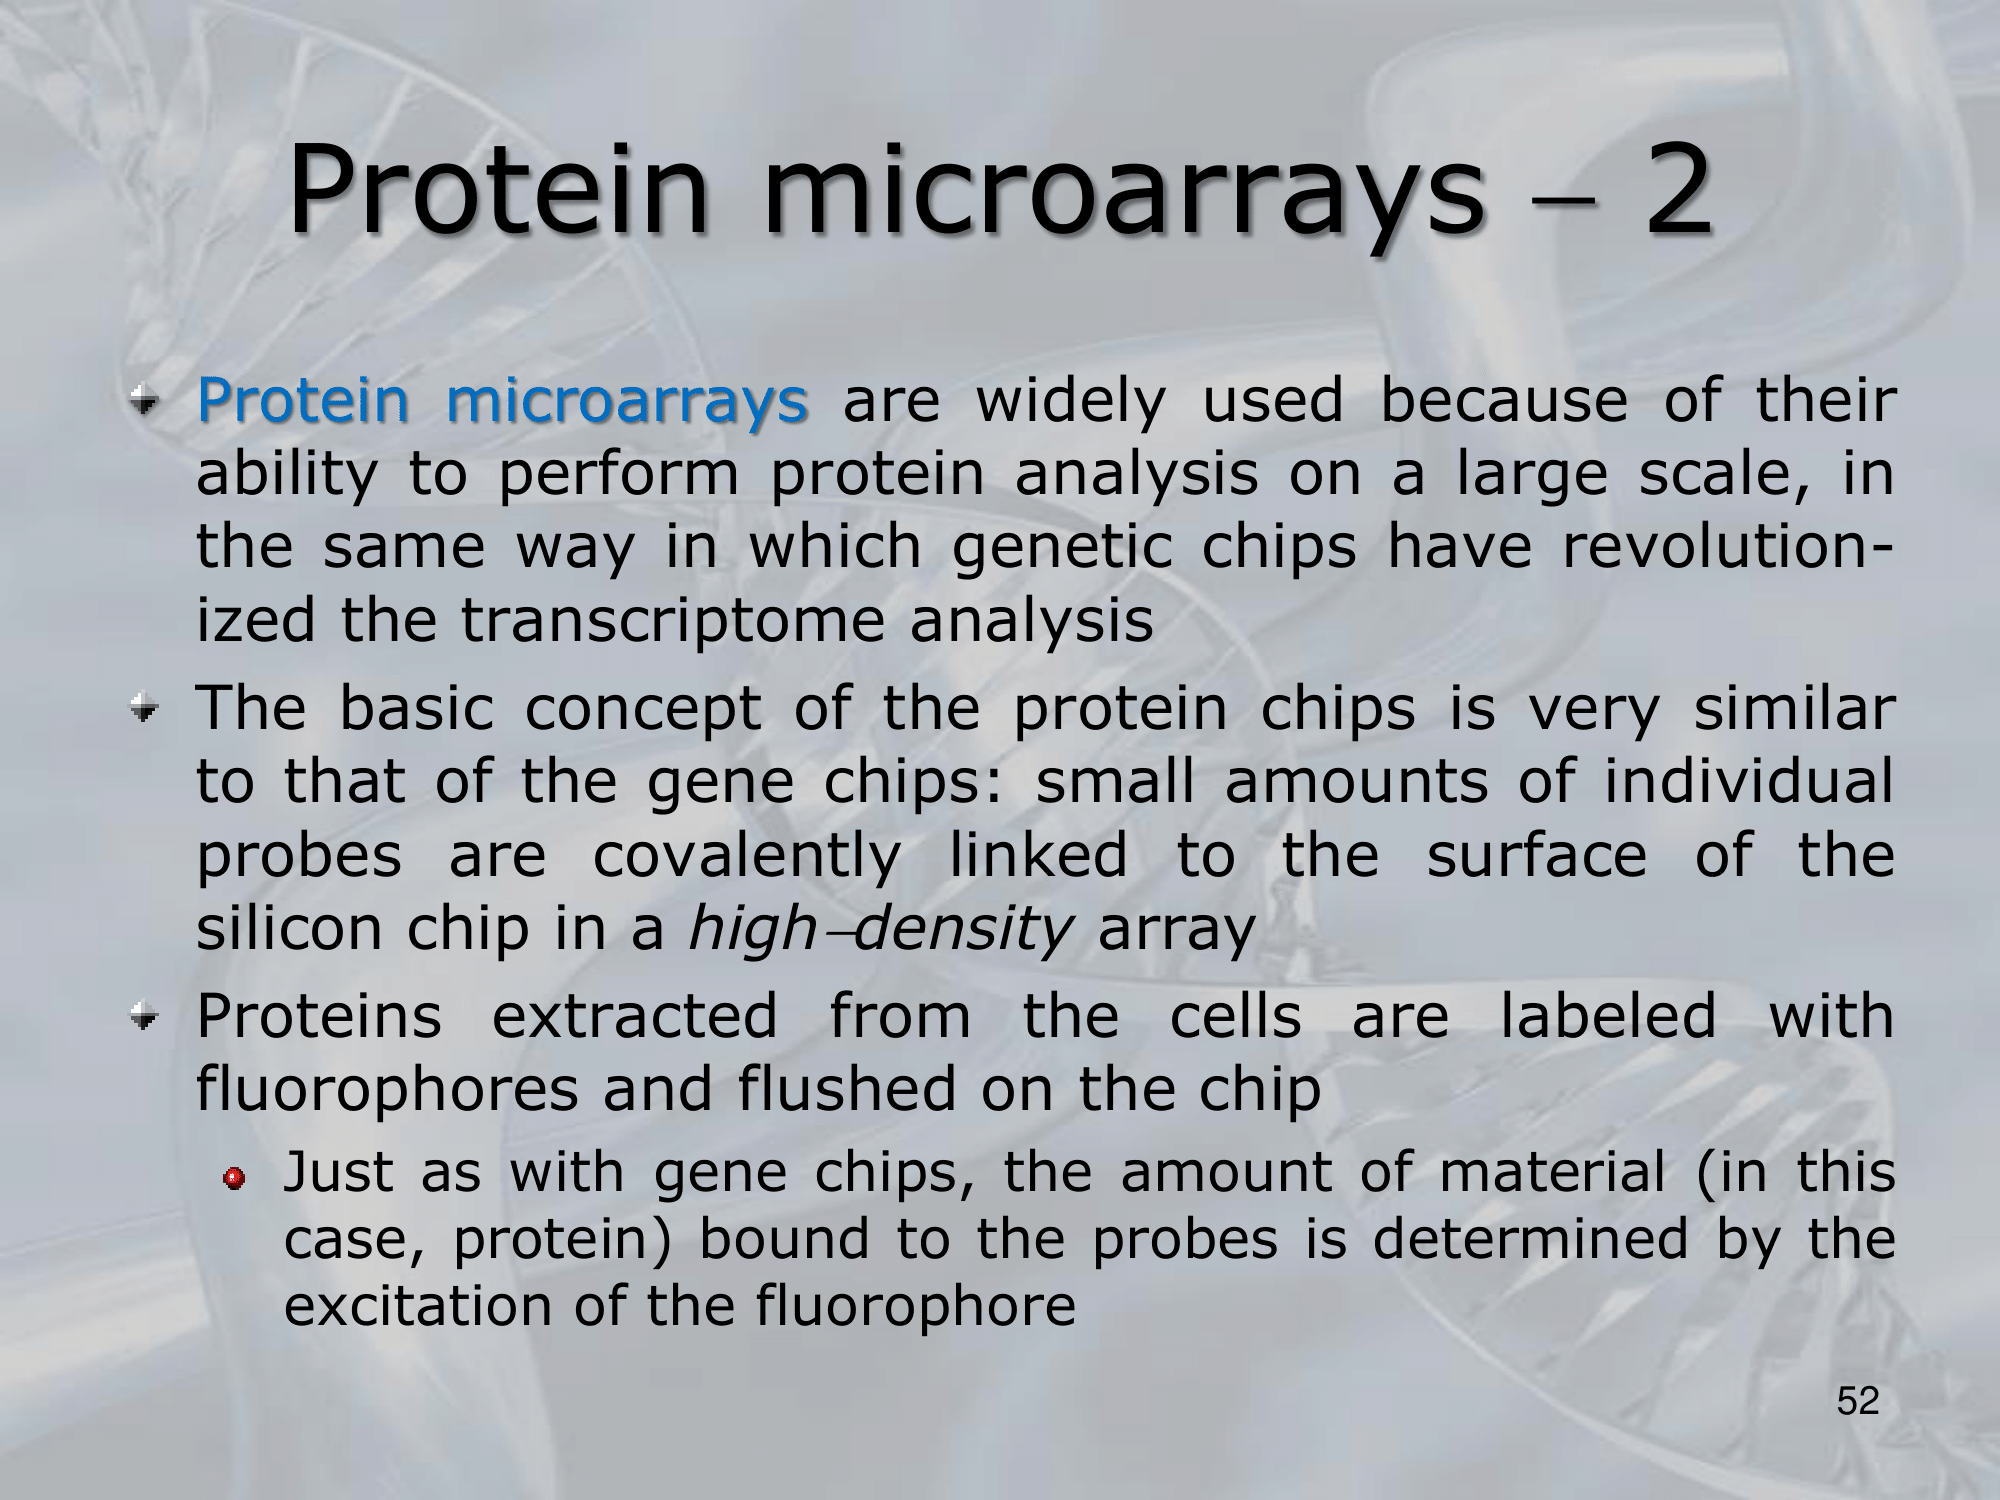 Protein microarrays – 2
Protein microarrays are widely used because of their
ability to perform protein analysis on a large scale, in
the same way in which genetic chips have revolution-
ized the transcriptome analysis
The basic concept of the protein chips is very similar
to that of the gene chips: small amounts of individual
probes are covalently linked to the surface of the
silicon chip in a high–density array
Proteins extracted from the cells are labeled with
fluorophores and flushed on the chip
Just as with gene chips, the amount of material (in this
case, protein) bound to the probes is determined by the
excitation of the fluorophore
52